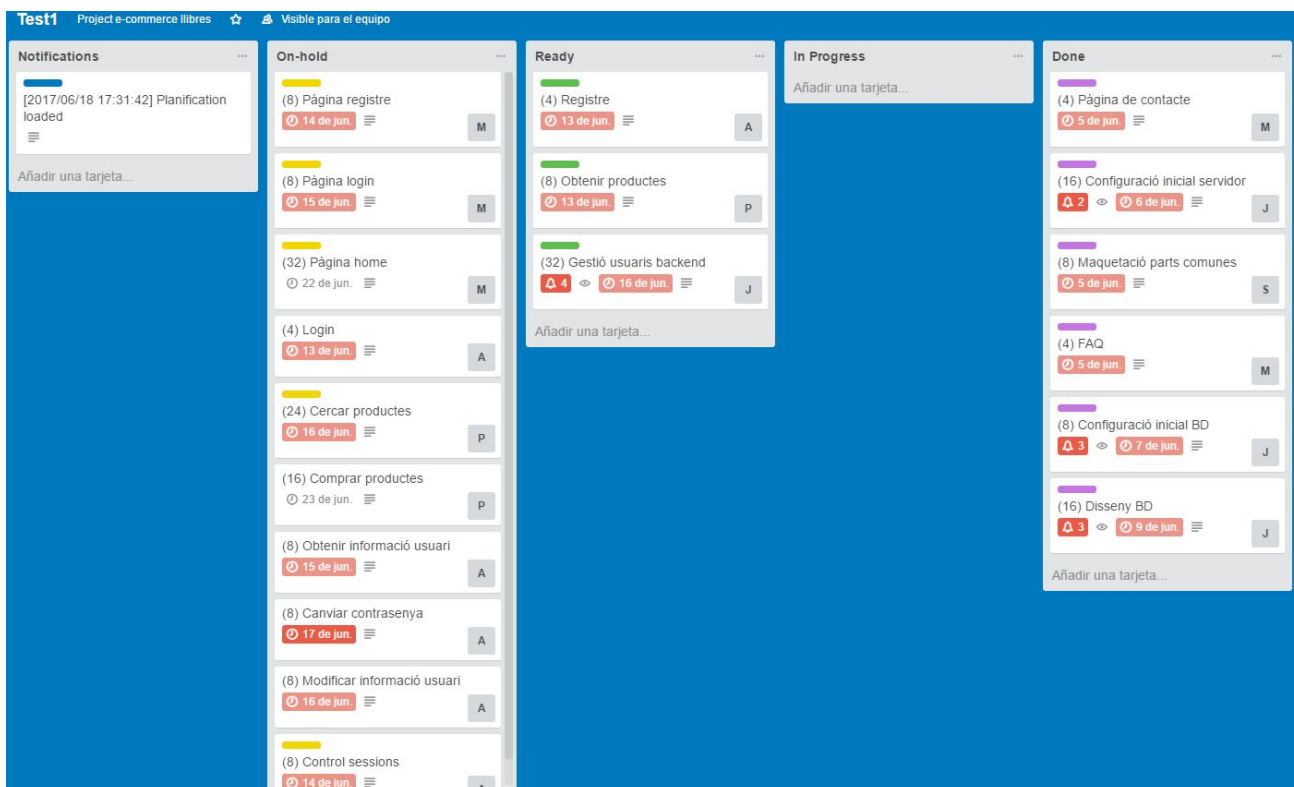 Test1 Project e-commerce llibres Visible para el equipo
Notifications
[2017/06/18 17:31:42] Planification
loaded
Añadir una tarjeta...
On-hold
(8) Pàgina registre
14 de jun.
M
(8) Pàgina login
15 de jun.
M
(32) Pàgina home
22 de jun.
M
(4) Login
13 de jun.
A
(24) Cercar productes
16 de jun.
P
(16) Comprar productes
23 de jun.
P
(8) Obtenir informació usuari
15 de jun.
A
(8) Canviar contrasenya
17 de jun.
A
(8) Modificar informació usuari
16 de jun.
A
(8) Control sessions
14 de jun.
Ready
(4) Registre
13 de jun.
A
(8) Obtenir productes
13 de jun.
P
(32) Gestió usuaris backend
4 16 de jun.
J
Añadir una tarjeta...
In Progress
Añadir una tarjeta...
Done
(4) Pàgina de contacte
5 de jun.
M
(16) Configuració inicial servidor
2 6 de jun.
J
(8) Maquetació parts comunes
5 de jun.
S
(4) FAQ
5 de jun.
M
(8) Configuració inicial BD
3 7 de jun.
J
(16) Disseny BD
3 9 de jun.
J
Añadir una tarjeta...